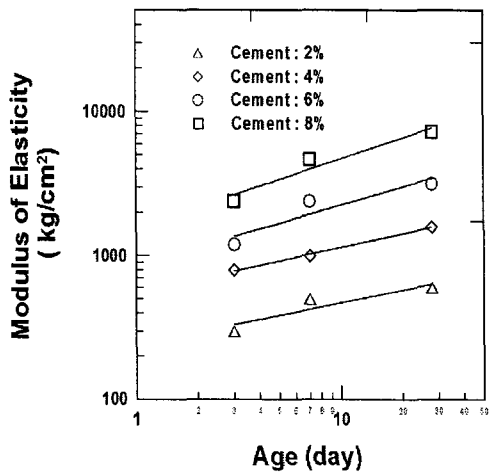 Cement : 2%
Cement : 4%
Cement : 6%
Cement : 8%
Modulus of Elasticity
( kg/cm²)
10000
1000
100
1 2 3 4 5 6 7 8 9 10 20 30 40 50
Age (day)